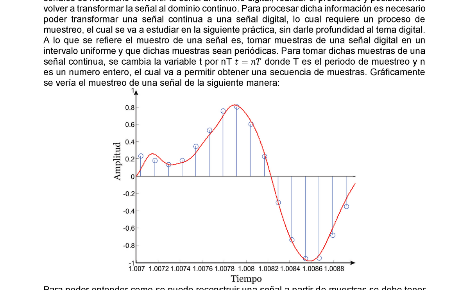 volver a transformar la señal al dominio continuo. Para procesar dicha información es necesario
poder transformar una señal continua a una señal digital, lo cual requiere un proceso de
muestreo, el cual se va a estudiar en la siguiente práctica, sin darle profundidad al tema digital.
A lo que se refiere el muestro de una señal es, tomar muestras de una señal digital en un
intervalo uniforme y que dichas muestras sean periódicas. Para tomar dichas muestras de una
señal continua, se cambia la variable t por nT t = nT donde T es el periodo de muestreo y n
es un numero entero, el cual va a permitir obtener una secuencia de muestras. Gráficamente
se vería el muestreo de una señal de la siguiente manera:
1
0.8
0.6
0.4
0.2
0
-0.2
-0.4
-0.6
-0.8
-1
Amplitud
1.007 1.0072 1.0074 1.0076 1.0078 1.008 1.0082 1.0084 1.0086 1.0088
Tiempo
Para poder entender como se puede reconstruir una señal a partir de muestras se debe tener